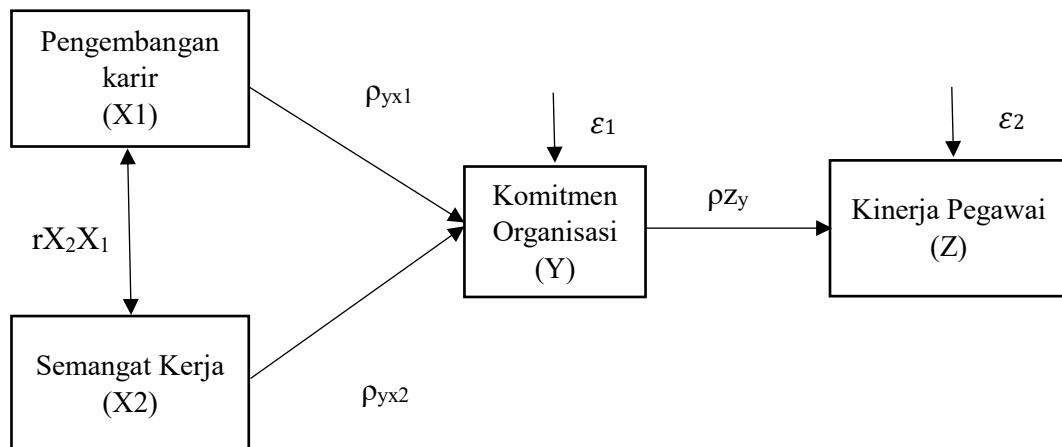 Pengembangan
karir
(X1)
ρyx1
ε1
ε2
Komitmen
Organisasi
(Y)
ρzy
Kinerja Pegawai
(Z)
rX2X1
Semangat Kerja
(X2)
ρyx2